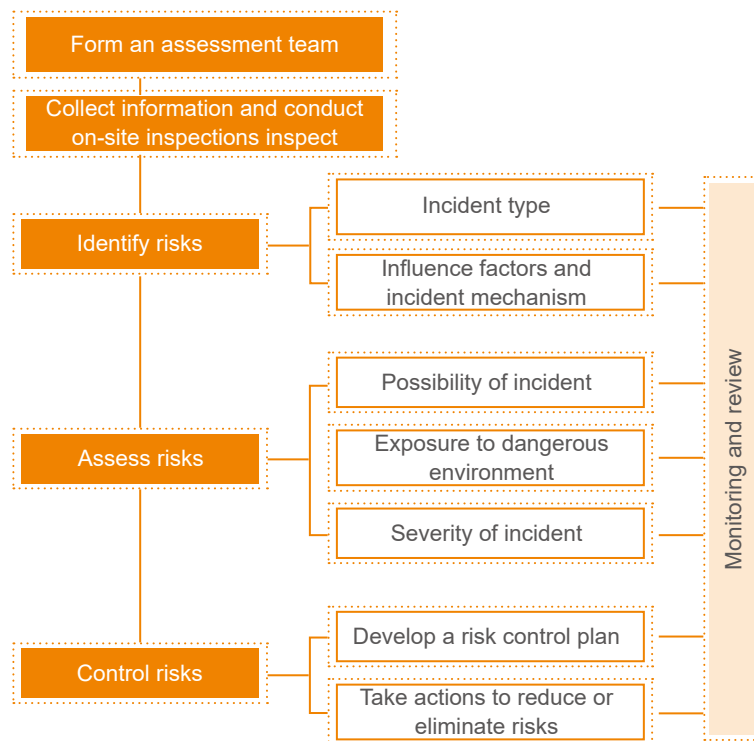 Form an assessment team
Collect information and conduct
on-site inspections inspect
Identify risks
Incident type
Influence factors and
incident mechanism
Assess risks
Possibility of incident
Exposure to dangerous
environment
Severity of incident
Control risks
Develop a risk control plan
Take actions to reduce or
eliminate risks
Monitoring and review